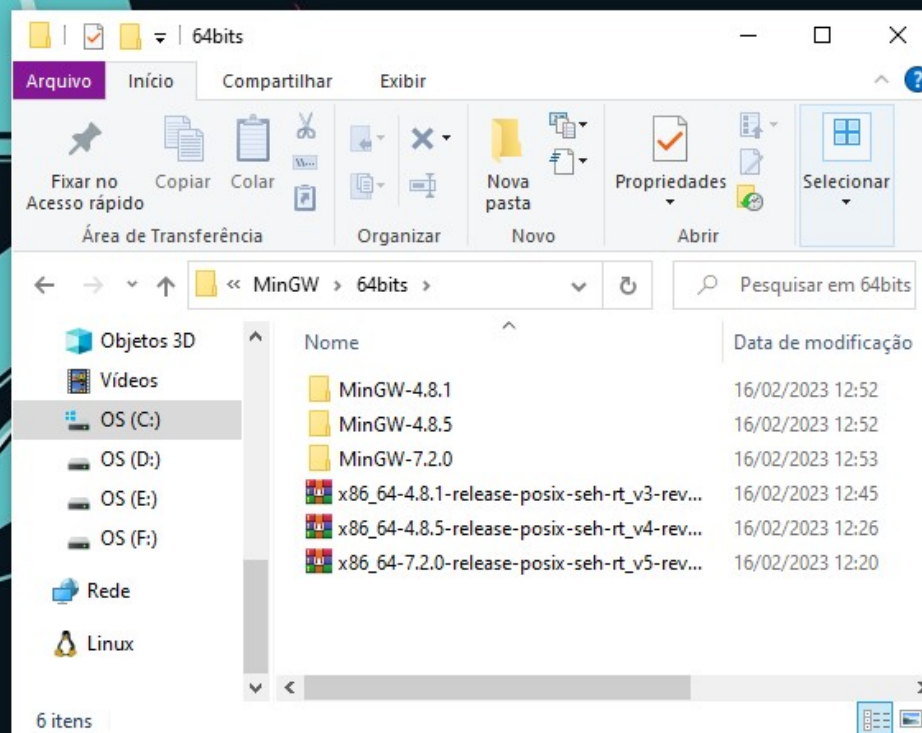 64bits
Arquivo Início Compartilhar Exibir
Fixar no Acesso rápido
Copiar
Colar
Nova pasta
Propriedades
Selecionar
Área de Transferência Organizar Novo Abrir
« MinGW > 64bits >
Pesquisar em 64bits
Objetos 3D
Vídeos
OS (C:)
OS (D:)
OS (E:)
OS (F:)
Rede
Linux
Nome Data de modificação
MinGW-4.8.1 16/02/2023 12:52
MinGW-4.8.5 16/02/2023 12:52
MinGW-7.2.0 16/02/2023 12:53
x86_64-4.8.1-release-posix-seh-rt_v3-rev... 16/02/2023 12:45
x86_64-4.8.5-release-posix-seh-rt_v4-rev... 16/02/2023 12:26
x86_64-7.2.0-release-posix-seh-rt_v5-rev... 16/02/2023 12:20
6 itens